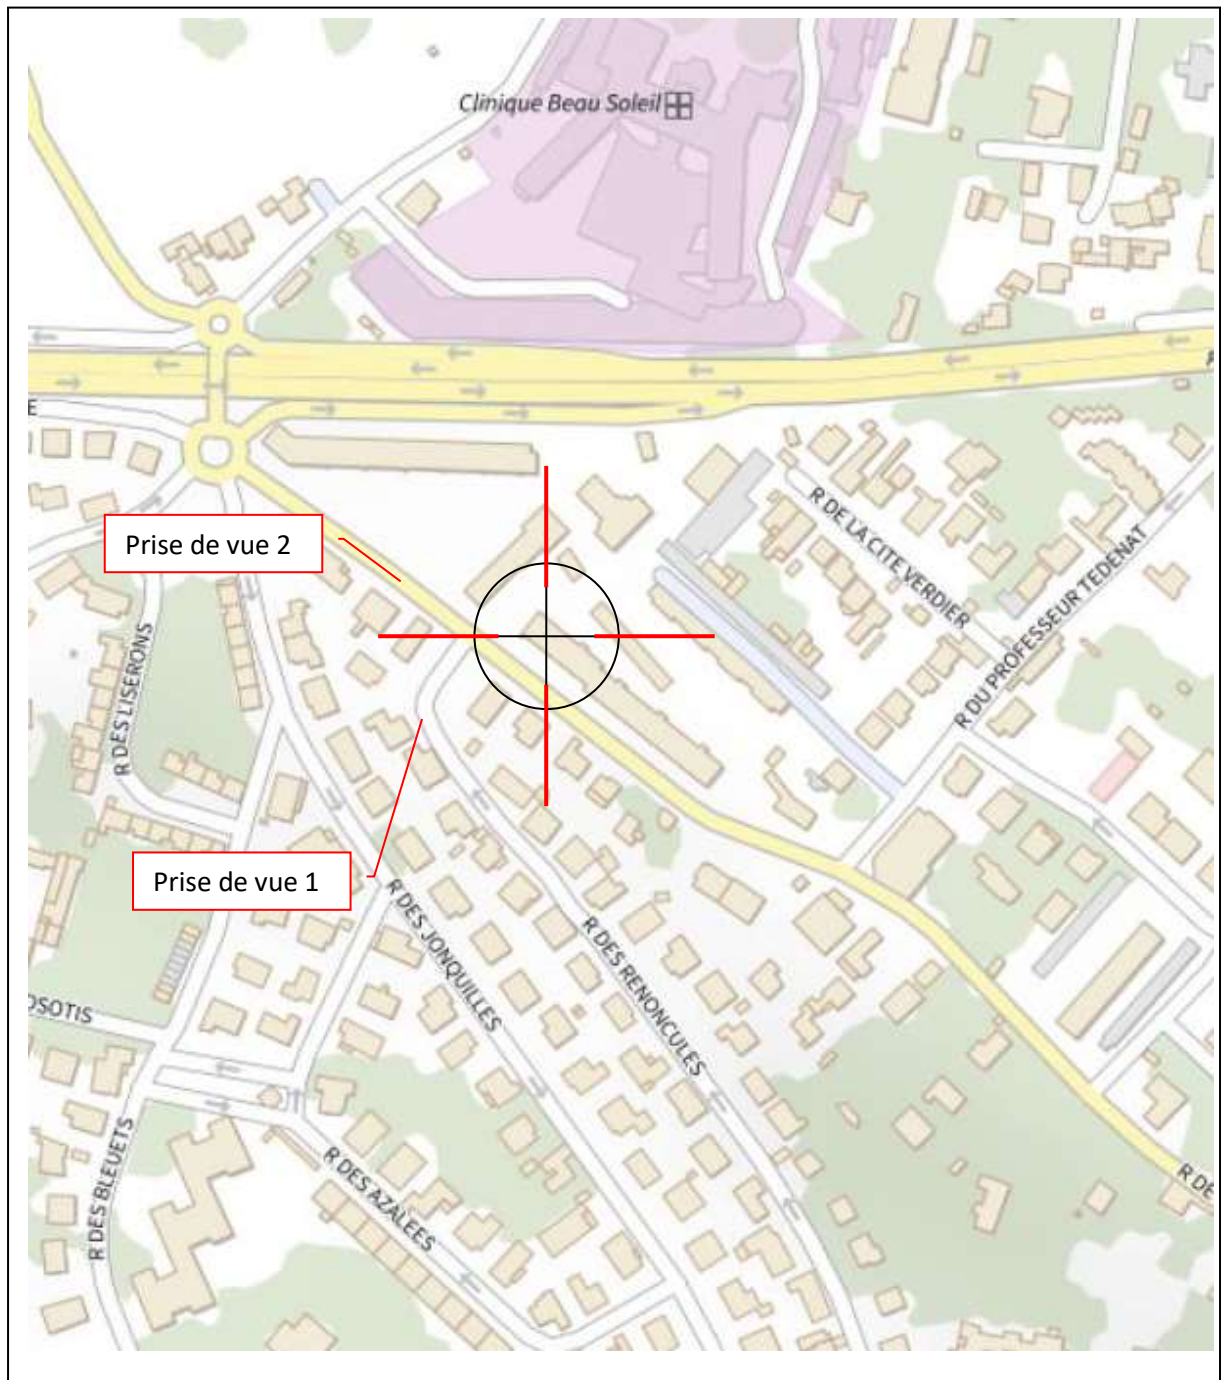 Clinique Beau Soleil
E
Prise de vue 2
R DE LA CITE VERDIER
R DU PROFESSEUR TEDENAT
R DES LISERONS
Prise de vue 1
R DES JONQUILLES
R DES RENONCULES
OSOTIS
R DES BLEUETS
R DES AZALEES
R DE